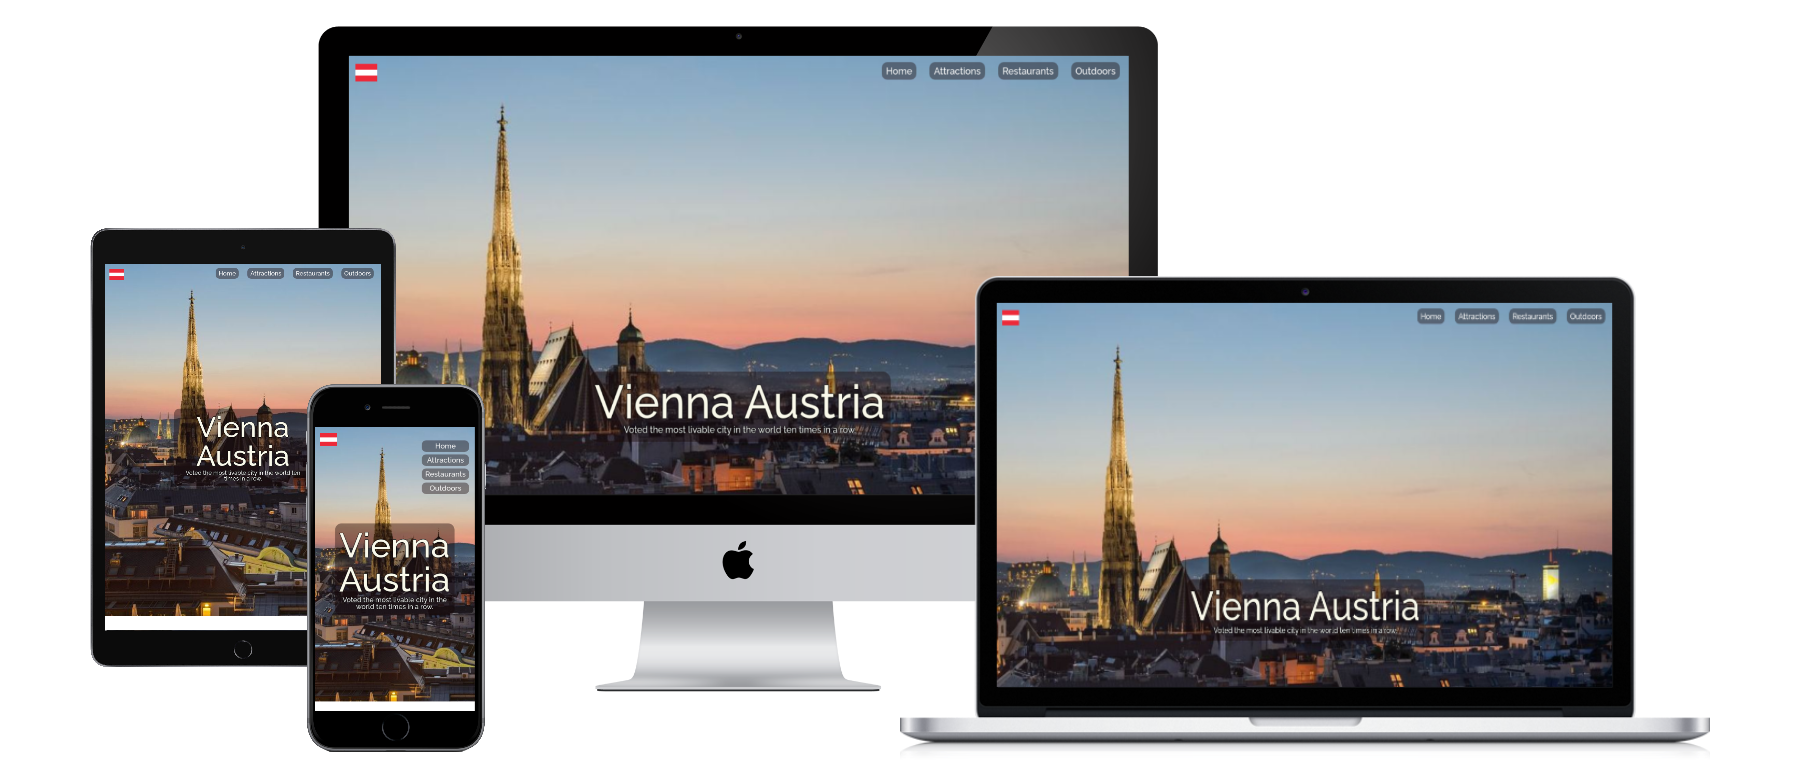 Home Attractions Restaurants Outdoors
Vienna Austria
Voted the most livable city in the world ten times in a row.
Home Attractions Restaurants Outdoors
Vienna
Austria
Voted the most livable city in the world ten
times in a row.
Home
Attractions
Restaurants
Outdoors
Vienna
Austria
Voted the most livable city in the
world ten times in a row.
Home Attractions Restaurants Outdoors
Vienna Austria
Voted the most livable city in the world ten times in a row.